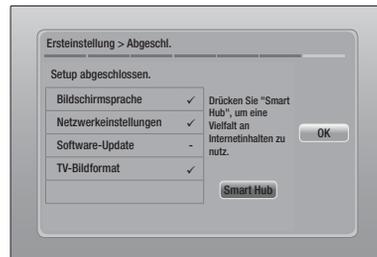 Ersteinstellung > Abgeschl.
Setup abgeschlossen.
Bildschirmsprache ✓
Netzwerkeinstellungen ✓
Software-Update -
TV-Bildformat ✓
Drücken Sie "Smart
Hub", um eine
Vielfalt an
Internetinhalten zu
nutz.
OK
Smart Hub